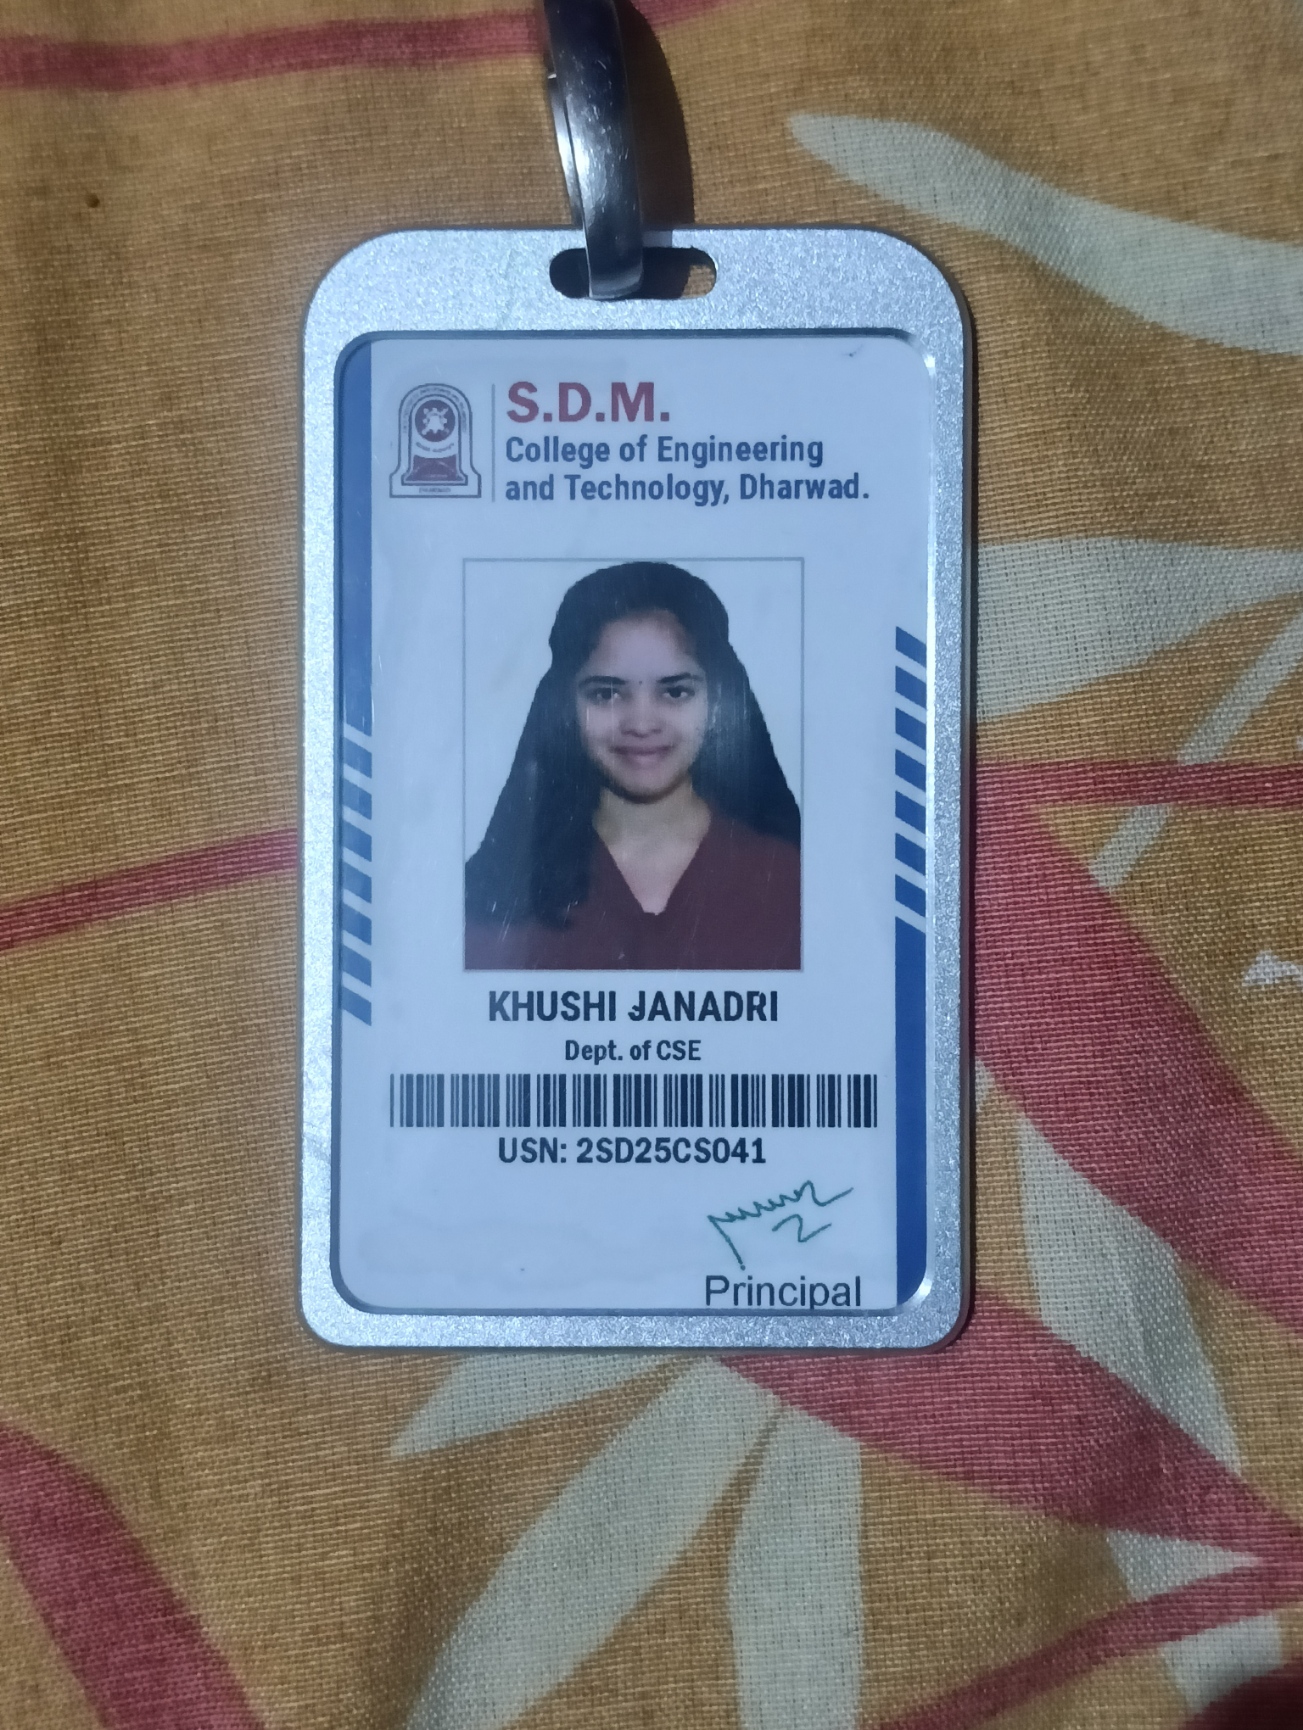 S.D.M.
College of Engineering
and Technology, Dharwad.
KHUSHI JANADRI
Dept. of CSE
USN: 2SD25CS041
Principal